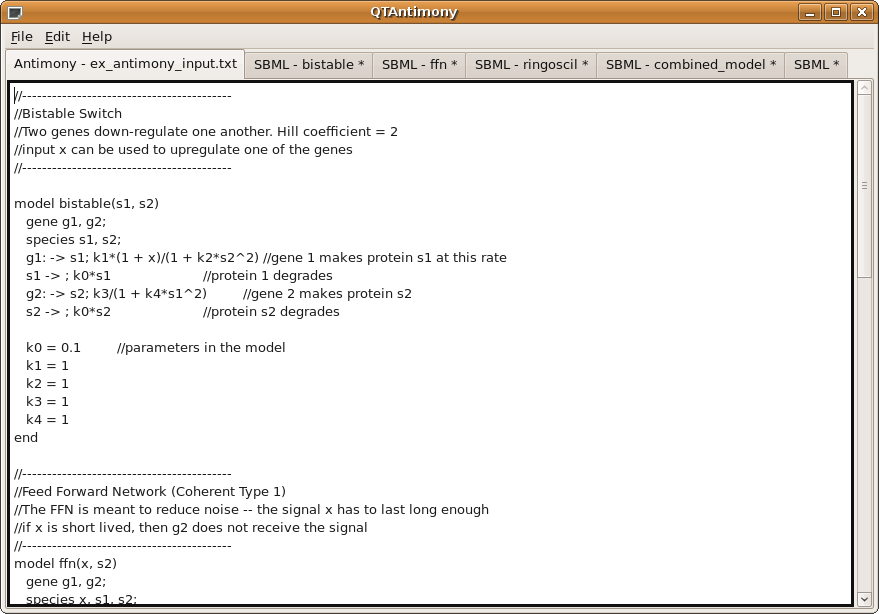 QTAntimony
File Edit Help
Antimony - ex_antimony_input.txt SBML - bistable * SBML - ffn * SBML - ringoscil * SBML - combined_model * SBML *
//------------------------------------------
//Bistable Switch
//Two genes down-regulate one another. Hill coefficient = 2
//input x can be used to upregulate one of the genes
//------------------------------------------
model bistable(s1, s2)
gene g1, g2;
species s1, s2;
g1: -> s1; k1*(1 + x)/(1 + k2*s2^2) //gene 1 makes protein s1 at this rate
s1 -> ; k0*s1 //protein 1 degrades
g2: -> s2; k3/(1 + k4*s1^2) //gene 2 makes protein s2
s2 -> ; k0*s2 //protein s2 degrades
k0 = 0.1 //parameters in the model
k1 = 1
k2 = 1
k3 = 1
k4 = 1
end
//------------------------------------------
//Feed Forward Network (Coherent Type 1)
//The FFN is meant to reduce noise -- the signal x has to last long enough
//if x is short lived, then g2 does not receive the signal
//------------------------------------------
model ffn(x, s2)
gene g1, g2;
species x, s1, s2;